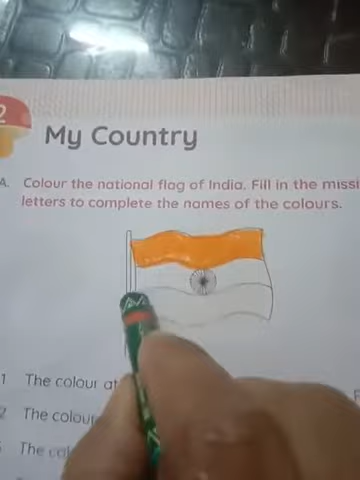 2
My Country
A. Colour the national flag of India. Fill in the
letters to complete the names of the colours.
1 The colour at
2 The colour
The